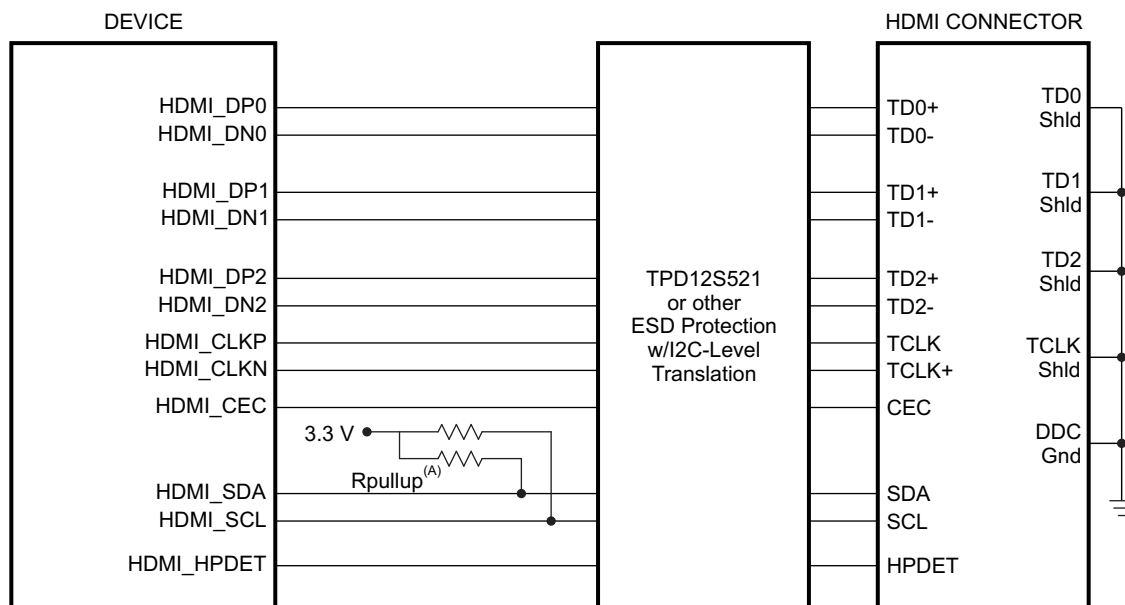 DEVICE
HDMI CONNECTOR
HDMI_DP0
HDMI_DN0
HDMI_DP1
HDMI_DN1
HDMI_DP2
HDMI_DN2
HDMI_CLKP
HDMI_CLKN
HDMI_CEC
3.3 V
Rpullup(A)
HDMI_SDA
HDMI_SCL
HDMI_HPDET
TPD12S521
or other
ESD Protection
w/I2C-Level
Translation
TD0+
TD0-
TD1+
TD1-
TD2+
TD2-
TCLK
TCLK+
CEC
SDA
SCL
HPDET
TD0
Shld
TD1
Shld
TD2
Shld
TCLK
Shld
DDC
Gnd